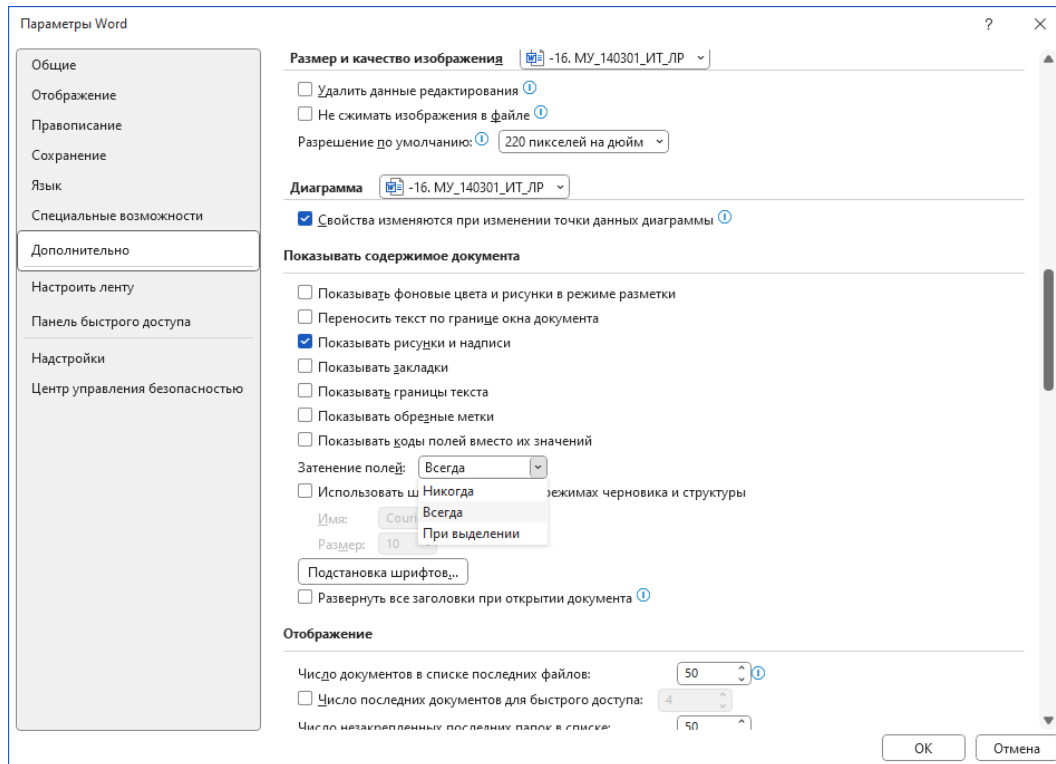 Параметры Word ? ×
Общие
Отображение
Правописание
Сохранение
Язык
Специальные возможности
Дополнительно
Настроить ленту
Панель быстрого доступа
Надстройки
Центр управления безопасностью
Размер и качество изображения -16. МУ_140301_ИТ_ЛР
Удалить данные редактирования
Не сжимать изображения в файле
Разрешение по умолчанию: 220 пикселей на дюйм
Диаграмма -16. МУ_140301_ИТ_ЛР
Свойства изменяются при изменении точки данных диаграммы
Показывать содержимое документа
Показывать фоновые цвета и рисунки в режиме разметки
Переносить текст по границе окна документа
Показывать рисунки и надписи
Показывать закладки
Показывать границы текста
Показывать обрезные метки
Показывать коды полей вместо их значений
Затенение полей: Всегда
Никогда
Всегда
При выделении
Использовать режимах черновика и структуры
Имя: Couri
Размер: 10
Подстановка шрифтов...
Развернуть все заголовки при открытии документа
Отображение
Число документов в списке последних файлов: 50
Число последних документов для быстрого доступа: 4
Число незакрепленных последних папок в списке: 50
ОК Отмена